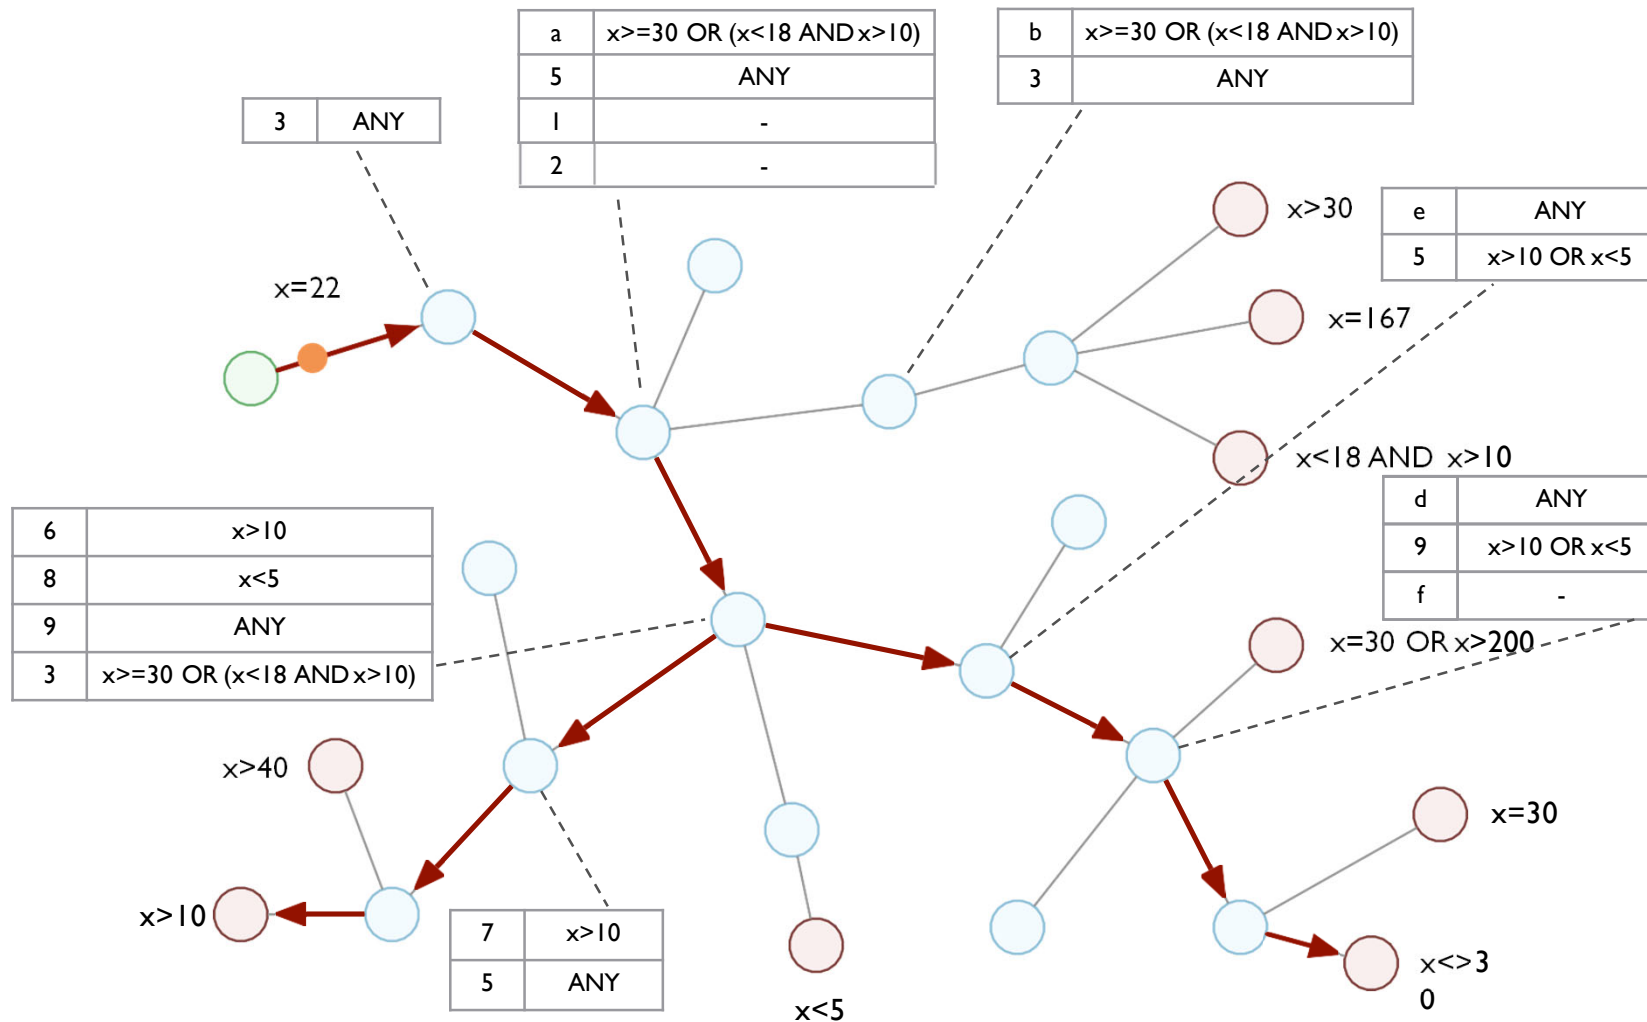 a x>=30 OR (x<18 AND x>10)
5 ANY
1 -
2 -
b x>=30 OR (x<18 AND x>10)
3 ANY
3 ANY
x>30
e ANY
5 x>10 OR x<5
x=22
x=167
x<18 AND x>10
d ANY
9 x>10 OR x<5
f -
6 x>10
8 x<5
9 ANY
3 x>=30 OR (x<18 AND x>10)
x=30 OR x>200
x>40
x=30
x>10
7 x>10
5 ANY
x<>3
0
x<5